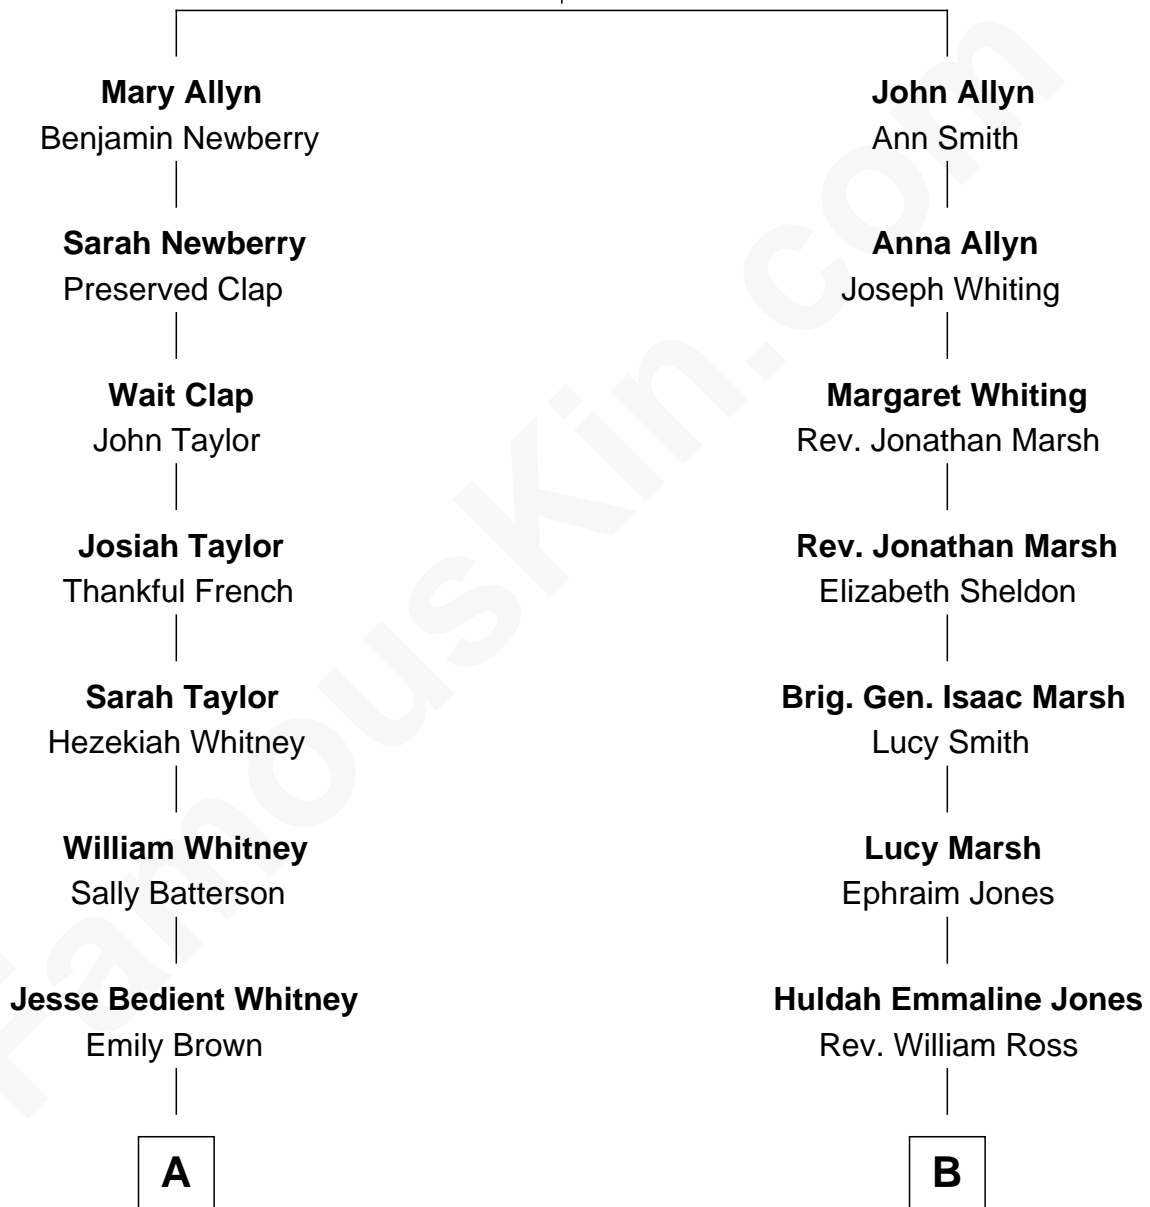 Mary Allyn
Benjamin Newberry
Sarah Newberry
Preserved Clap
Wait Clap
John Taylor
Josiah Taylor
Thankful French
Sarah Taylor
Hezekiah Whitney
William Whitney
Sally Batterson
Jesse Bedient Whitney
Emily Brown
A
John Allyn
Ann Smith
Anna Allyn
Joseph Whiting
Margaret Whiting
Rev. Jonathan Marsh
Rev. Jonathan Marsh
Elizabeth Sheldon
Brig. Gen. Isaac Marsh
Lucy Smith
Lucy Marsh
Ephraim Jones
Huldah Emmaline Jones
Rev. William Ross
B
FamousKin.com